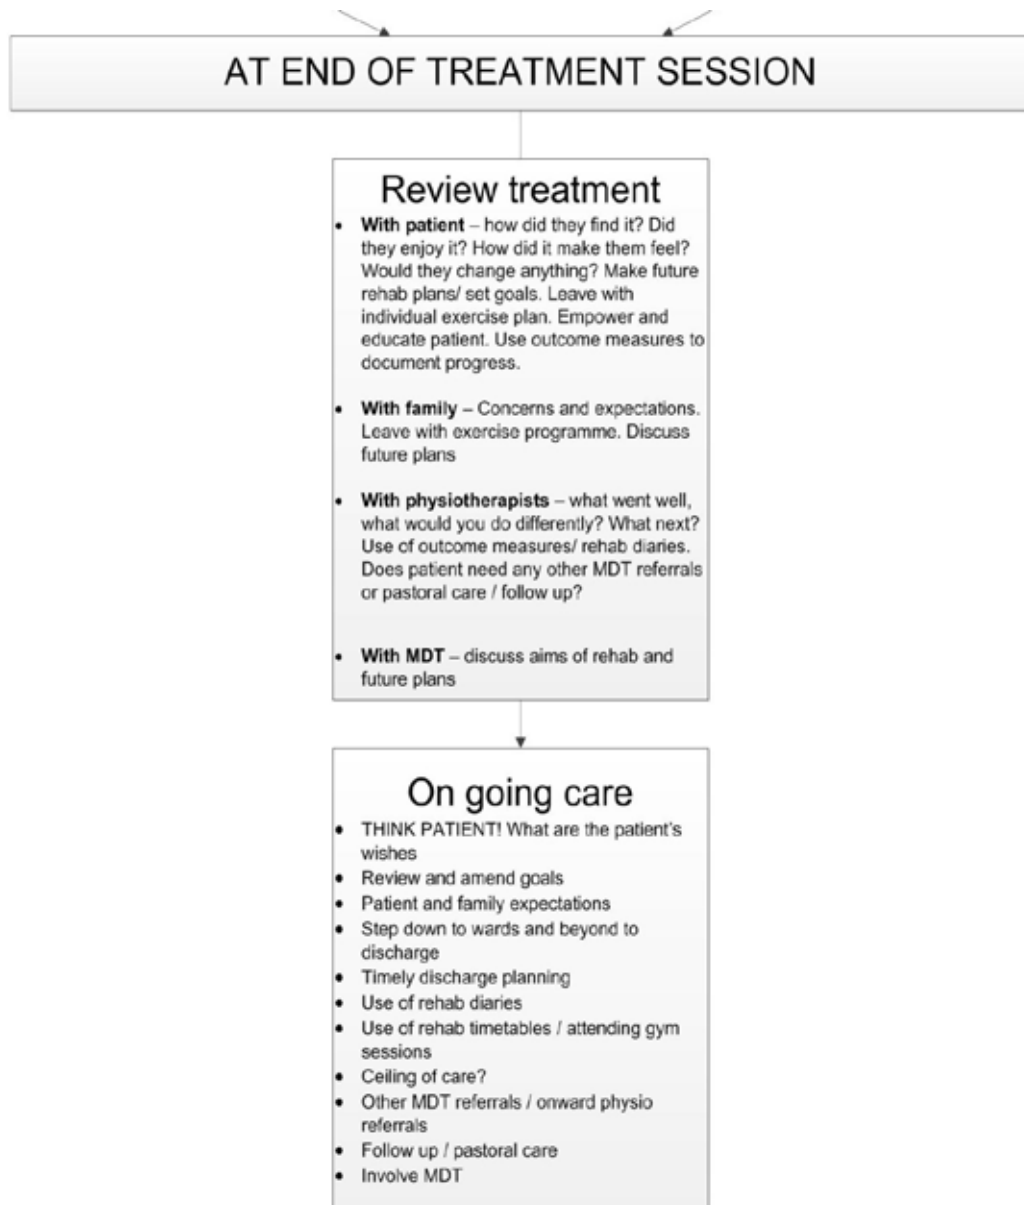 AT END OF TREATMENT SESSION
Review treatment
• With patient – how did they find it? Did
they enjoy it? How did it make them feel?
Would they change anything? Make future
rehab plans/ set goals. Leave with
individual exercise plan. Empower and
educate patient. Use outcome measures to
document progress.
• With family – Concerns and expectations.
Leave with exercise programme. Discuss
future plans
• With physiotherapists – what went well,
what would you do differently? What next?
Use of outcome measures/ rehab diaries.
Does patient need any other MDT referrals
or pastoral care / follow up?
• With MDT – discuss aims of rehab and
future plans
On going care
• THINK PATIENT! What are the patient's
wishes
• Review and amend goals
• Patient and family expectations
• Step down to wards and beyond to
discharge
• Timely discharge planning
• Use of rehab diaries
• Use of rehab timetables / attending gym
sessions
• Ceiling of care?
• Other MDT referrals / onward physio
referrals
• Follow up / pastoral care
• Involve MDT